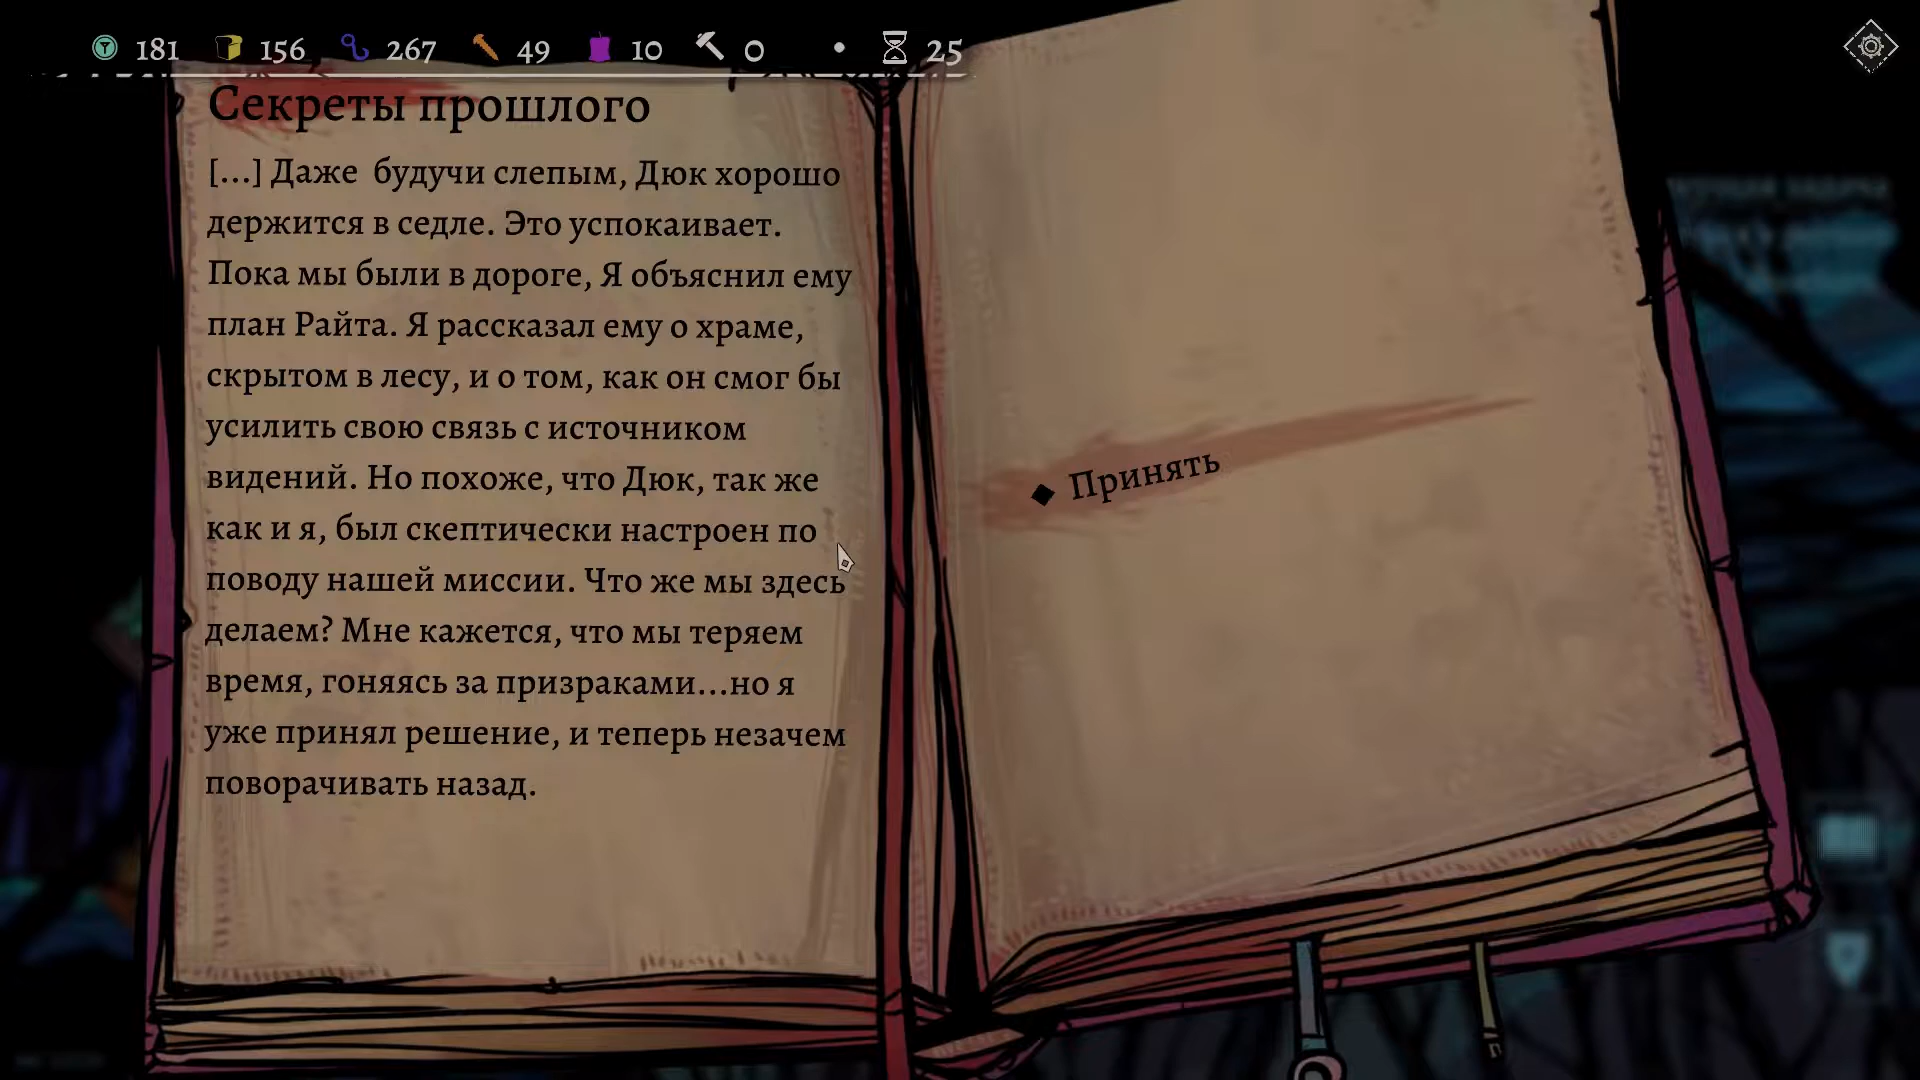 181 156 267 49 10 0 • 25
Секреты прошлого
[...] Даже  будучи слепым, Дюк хорошо
держится в седле. Это успокаивает.
Пока мы были в дороге, Я объяснил ему
план Райта. Я рассказал ему о храме,
скрытом в лесу, и о том, как он смог бы
усилить свою связь с источником
видений. Но похоже, что Дюк, так же
как и я, был скептически настроен по
поводу нашей миссии. Что же мы здесь
делаем? Мне кажется, что мы теряем
время, гоняясь за призраками...но я
уже принял решение, и теперь незачем
поворачивать назад.
Принять